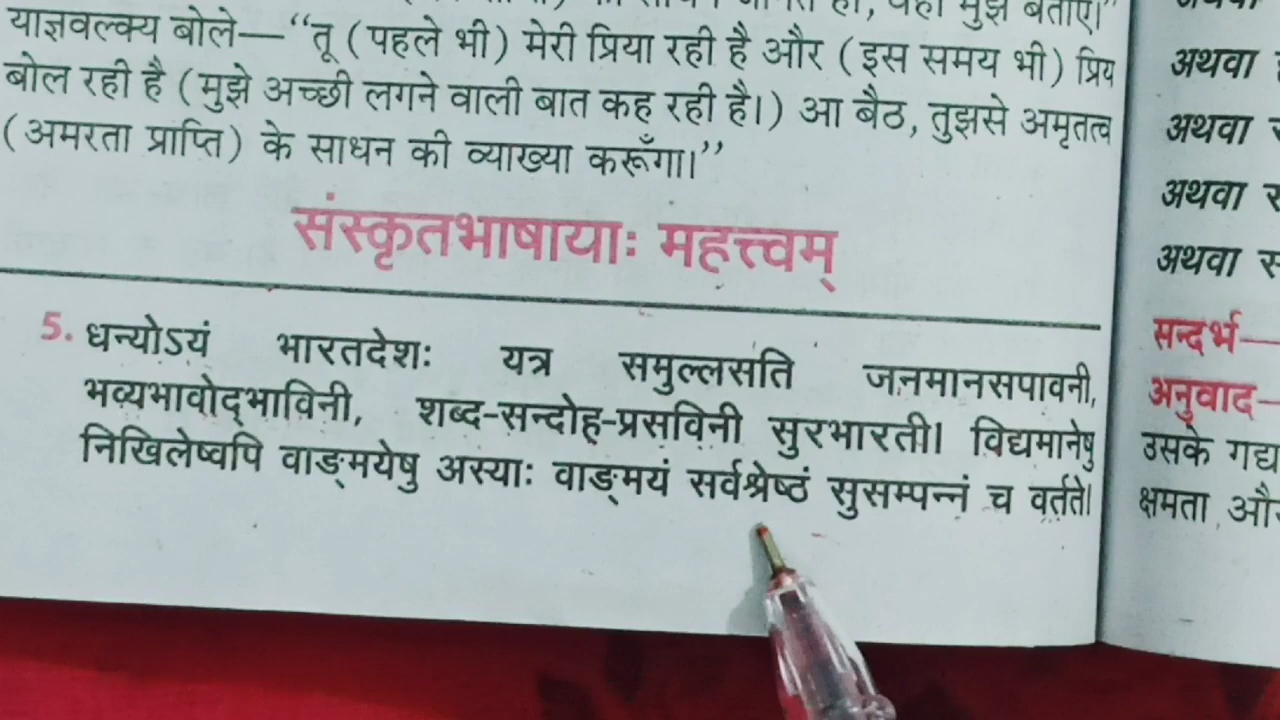 मुझे बताएँ।”
याज्ञवल्क्य बोले—“तू (पहले भी) मेरी प्रिया रही है और (इस समय भी) प्रिय
बोल रही है (मुझे अच्छी लगने वाली बात कह रही है।) आ बैठ, तुझसे अमृतत्व
(अमरता प्राप्ति) के साधन की व्याख्या करूँगा।”
संस्कृतभाषायाः महत्त्वम्
5. धन्योऽयं भारतदेशः यत्र समुल्लसति जनमानसपावनी,
भव्यभावोद्भाविनी, शब्द-सन्दोह-प्रसविनी सुरभारती। विद्यमानेषु
निखिलेष्वपि वाङ्मयेषु अस्याः वाङ्मयं सर्वश्रेष्ठं सुसम्पन्नं च वर्तते।
अथवा
अथवा
अथवा
अथवा
सन्दर्भ—
अनुवाद—
उसके गद्य
क्षमता और